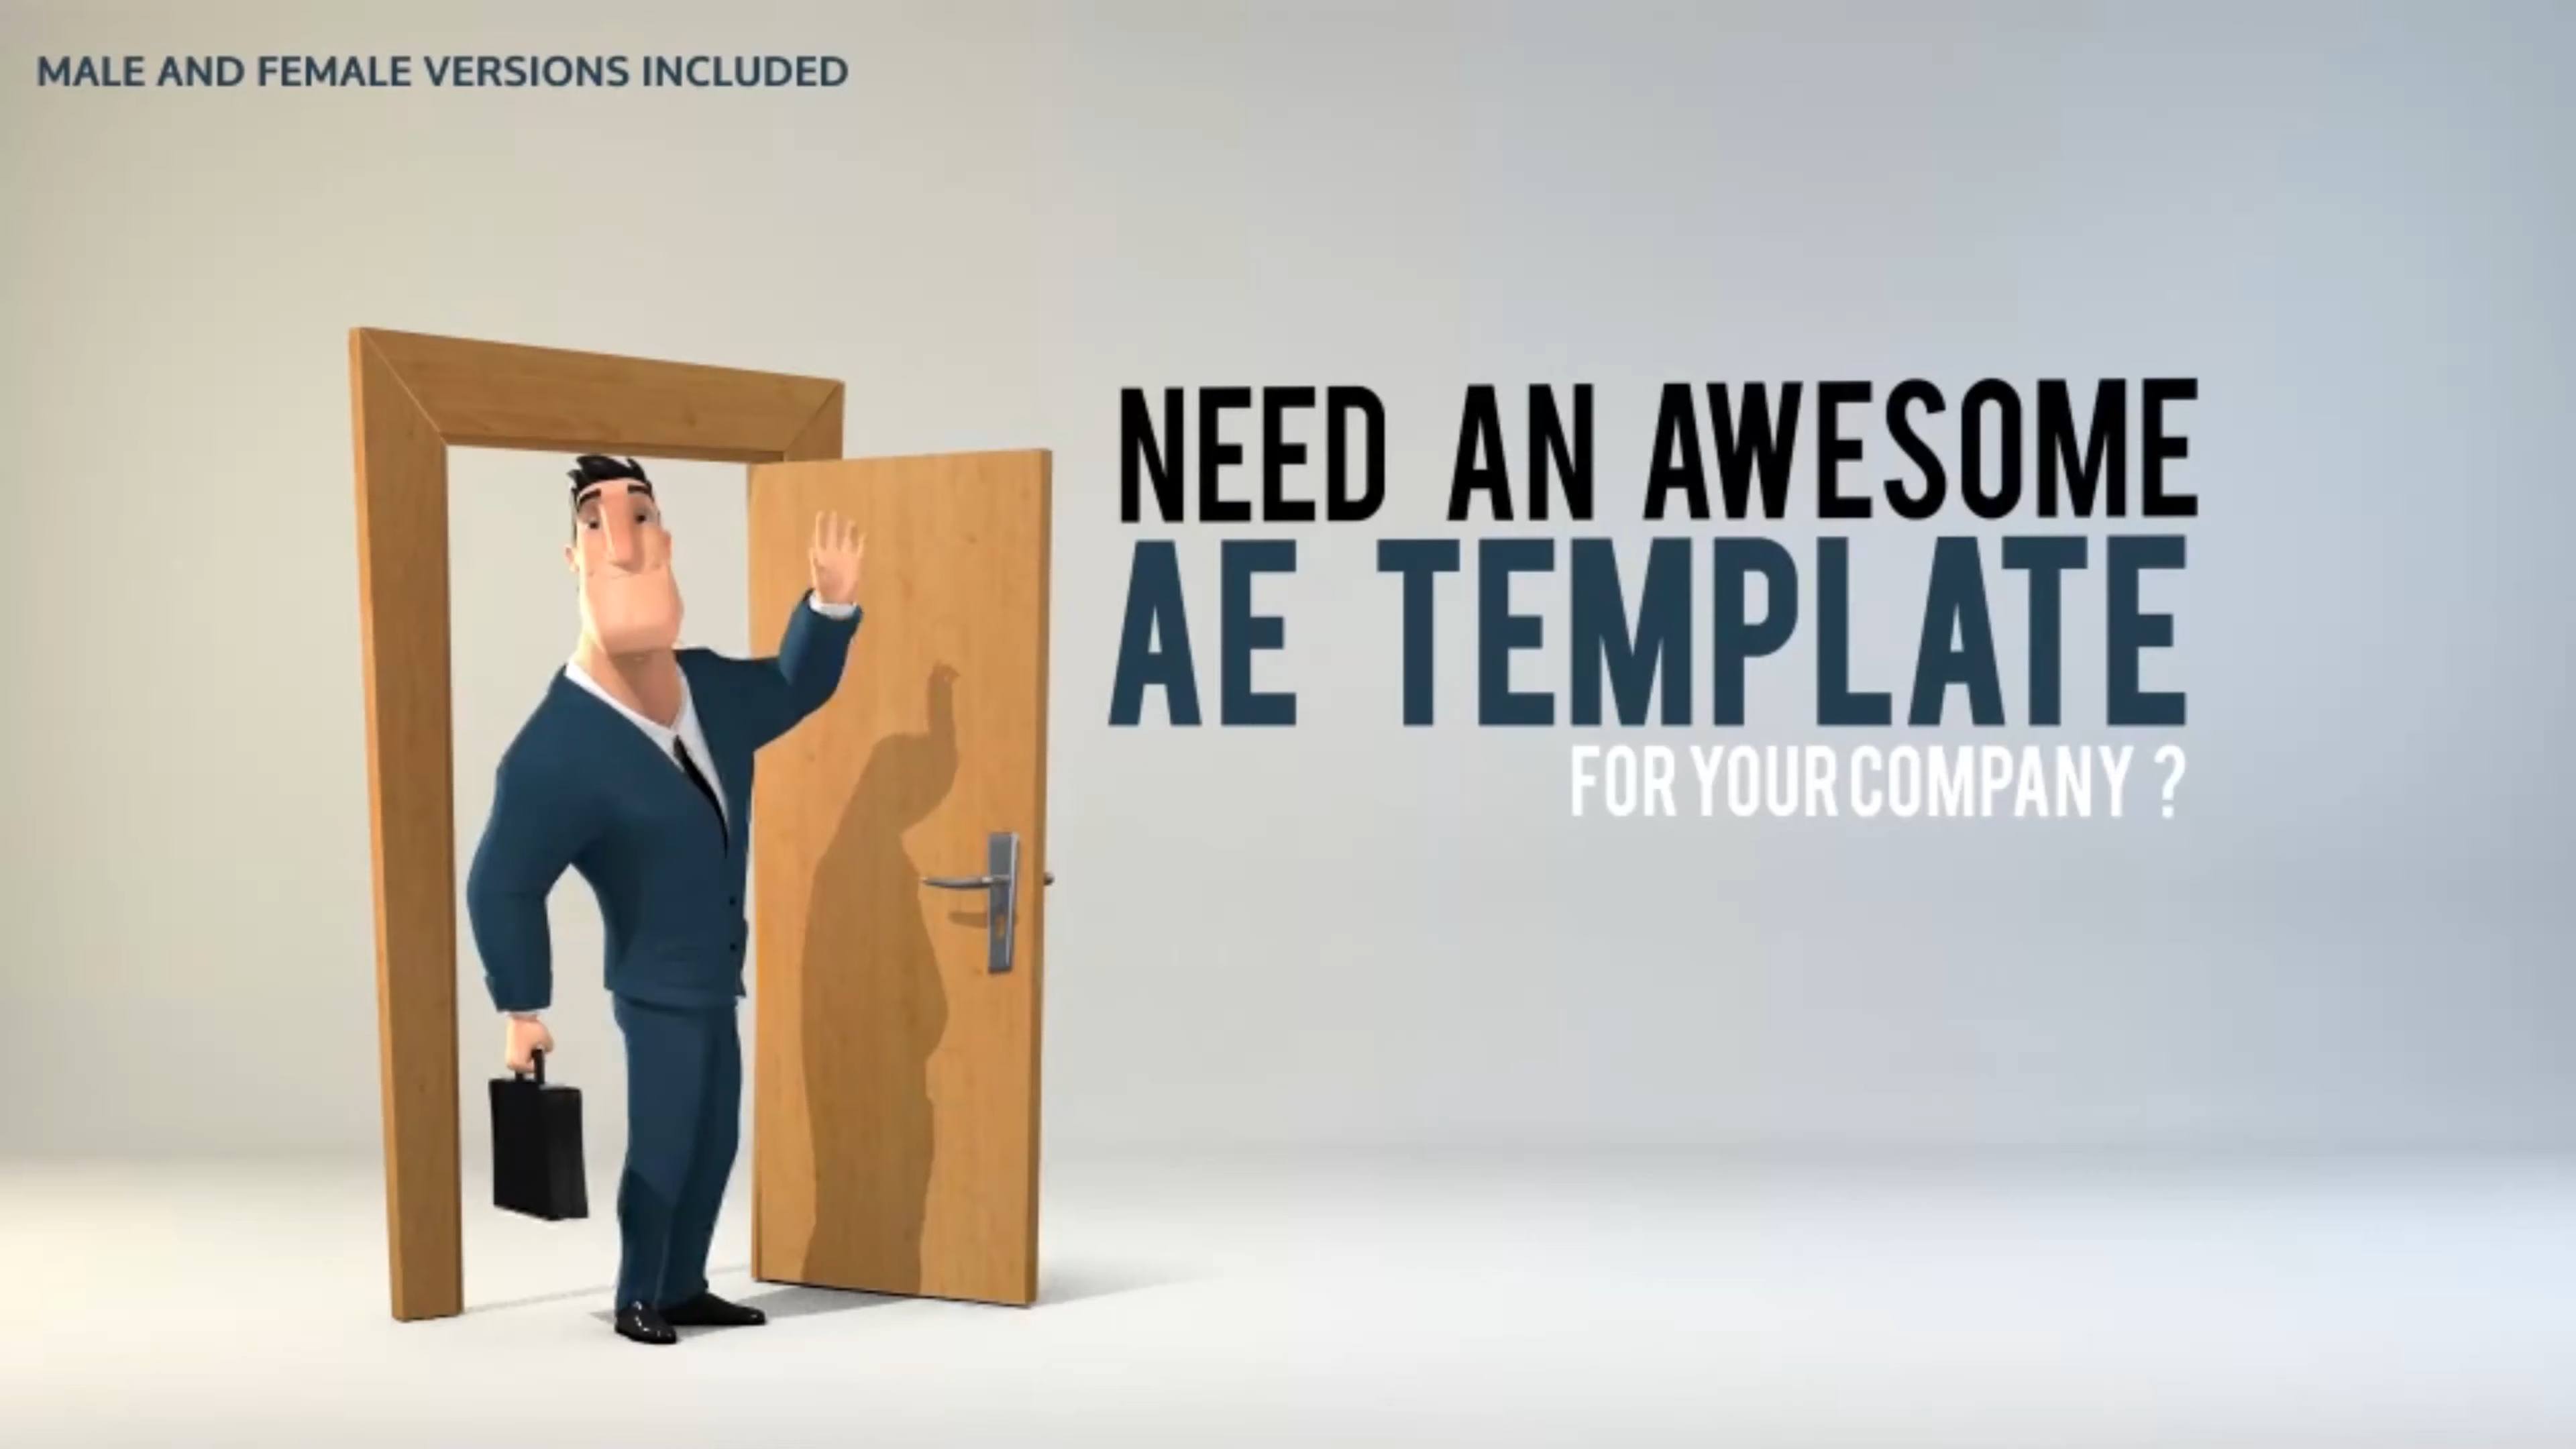 MALE AND FEMALE VERSIONS INCLUDED
NEED AN AWESOME
AE TEMPLATE
FOR YOUR COMPANY ?